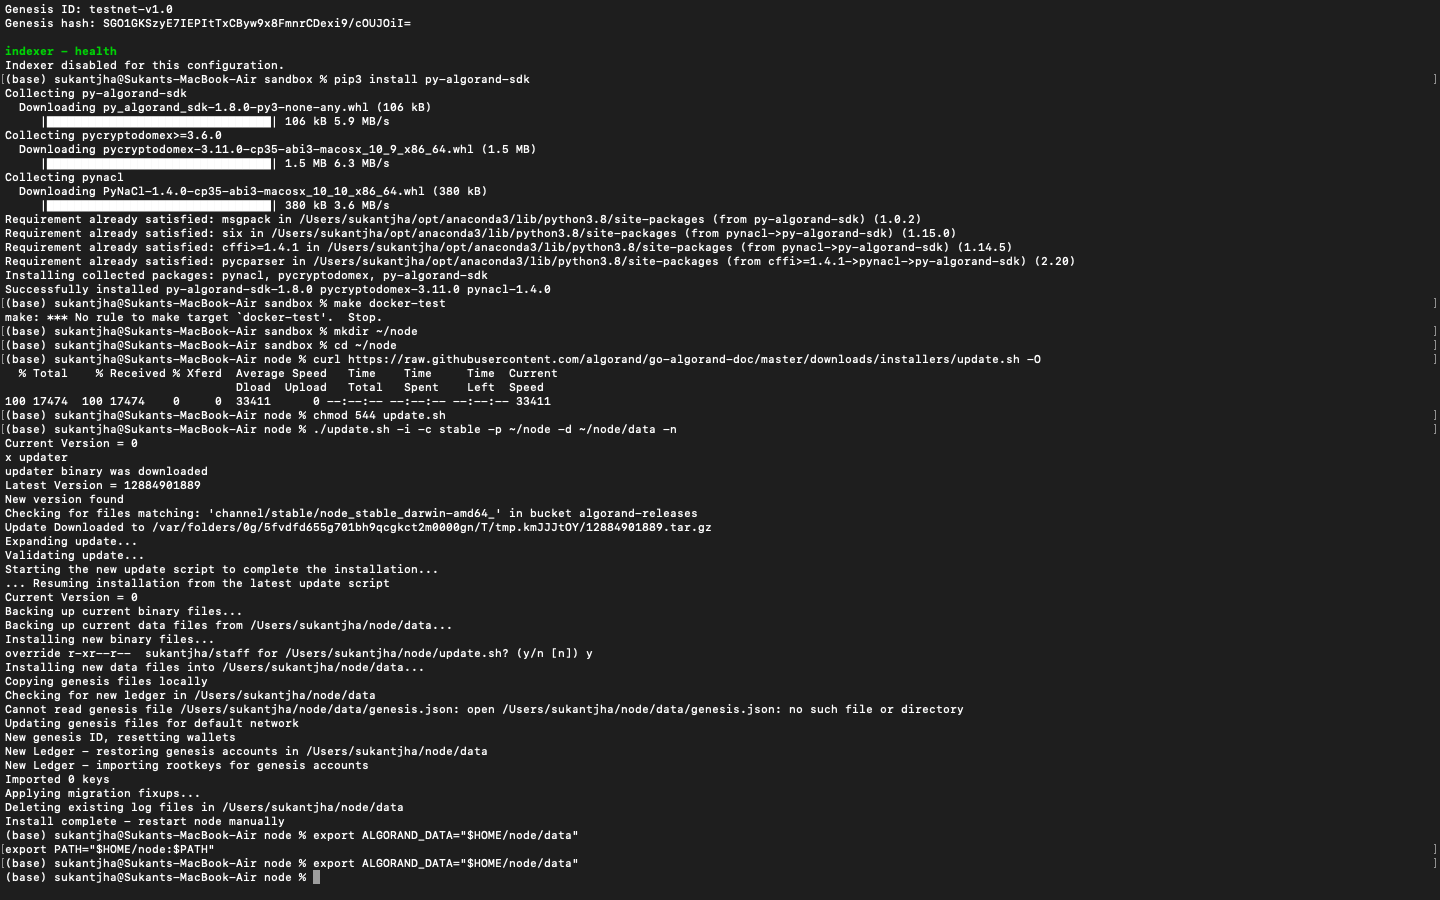 Genesis ID: testnet-v1.0
Genesis hash: SGO1GKSzyE7IEPItTxCByw9x8FmnrCDexi9/cOUJOiI=
indexer - health
Indexer disabled for this configuration.
[(base) sukantjha@Sukants-MacBook-Air sandbox % pip3 install py-algorand-sdk ]
Collecting py-algorand-sdk
  Downloading py_algorand_sdk-1.8.0-py3-none-any.whl (106 kB)
     |████████████████████████████████| 106 kB 5.9 MB/s
Collecting pycryptodomex>=3.6.0
  Downloading pycryptodomex-3.11.0-cp35-abi3-macosx_10_9_x86_64.whl (1.5 MB)
     |████████████████████████████████| 1.5 MB 6.3 MB/s
Collecting pynacl
  Downloading PyNaCl-1.4.0-cp35-abi3-macosx_10_10_x86_64.whl (380 kB)
     |████████████████████████████████| 380 kB 3.6 MB/s
Requirement already satisfied: msgpack in /Users/sukantjha/opt/anaconda3/lib/python3.8/site-packages (from py-algorand-sdk) (1.0.2)
Requirement already satisfied: six in /Users/sukantjha/opt/anaconda3/lib/python3.8/site-packages (from pynacl->py-algorand-sdk) (1.15.0)
Requirement already satisfied: cffi>=1.4.1 in /Users/sukantjha/opt/anaconda3/lib/python3.8/site-packages (from pynacl->py-algorand-sdk) (1.14.5)
Requirement already satisfied: pycparser in /Users/sukantjha/opt/anaconda3/lib/python3.8/site-packages (from cffi>=1.4.1->pynacl->py-algorand-sdk) (2.20)
Installing collected packages: pynacl, pycryptodomex, py-algorand-sdk
Successfully installed py-algorand-sdk-1.8.0 pycryptodomex-3.11.0 pynacl-1.4.0
[(base) sukantjha@Sukants-MacBook-Air sandbox % make docker-test ]
make: *** No rule to make target `docker-test'.  Stop.
[(base) sukantjha@Sukants-MacBook-Air sandbox % mkdir ~/node ]
[(base) sukantjha@Sukants-MacBook-Air sandbox % cd ~/node ]
[(base) sukantjha@Sukants-MacBook-Air node % curl https://raw.githubusercontent.com/algorand/go-algorand-doc/master/downloads/installers/update.sh -O ]
  % Total    % Received % Xferd  Average Speed   Time    Time     Time  Current
                                 Dload  Upload   Total   Spent    Left  Speed
100 17474  100 17474    0     0  33411      0 --:--:-- --:--:-- --:--:-- 33411
[(base) sukantjha@Sukants-MacBook-Air node % chmod 544 update.sh ]
[(base) sukantjha@Sukants-MacBook-Air node % ./update.sh -i -c stable -p ~/node -d ~/node/data -n ]
Current Version = 0
x updater
updater binary was downloaded
Latest Version = 12884901889
New version found
Checking for files matching: 'channel/stable/node_stable_darwin-amd64_' in bucket algorand-releases
Update Downloaded to /var/folders/0g/5fvdfd655g701bh9qcgkct2m0000gn/T/tmp.kmJJJtOY/12884901889.tar.gz
Expanding update...
Validating update...
Starting the new update script to complete the installation...
... Resuming installation from the latest update script
Current Version = 0
Backing up current binary files...
Backing up current data files from /Users/sukantjha/node/data...
Installing new binary files...
override r-xr--r--  sukantjha/staff for /Users/sukantjha/node/update.sh? (y/n [n]) y
Installing new data files into /Users/sukantjha/node/data...
Copying genesis files locally
Checking for new ledger in /Users/sukantjha/node/data
Cannot read genesis file /Users/sukantjha/node/data/genesis.json: open /Users/sukantjha/node/data/genesis.json: no such file or directory
Updating genesis files for default network
New genesis ID, resetting wallets
New Ledger - restoring genesis accounts in /Users/sukantjha/node/data
New Ledger - importing rootkeys for genesis accounts
Imported 0 keys
Applying migration fixups...
Deleting existing log files in /Users/sukantjha/node/data
Install complete - restart node manually
(base) sukantjha@Sukants-MacBook-Air node % export ALGORAND_DATA="$HOME/node/data"
[export PATH="$HOME/node:$PATH" ]
[(base) sukantjha@Sukants-MacBook-Air node % export ALGORAND_DATA="$HOME/node/data" ]
(base) sukantjha@Sukants-MacBook-Air node %